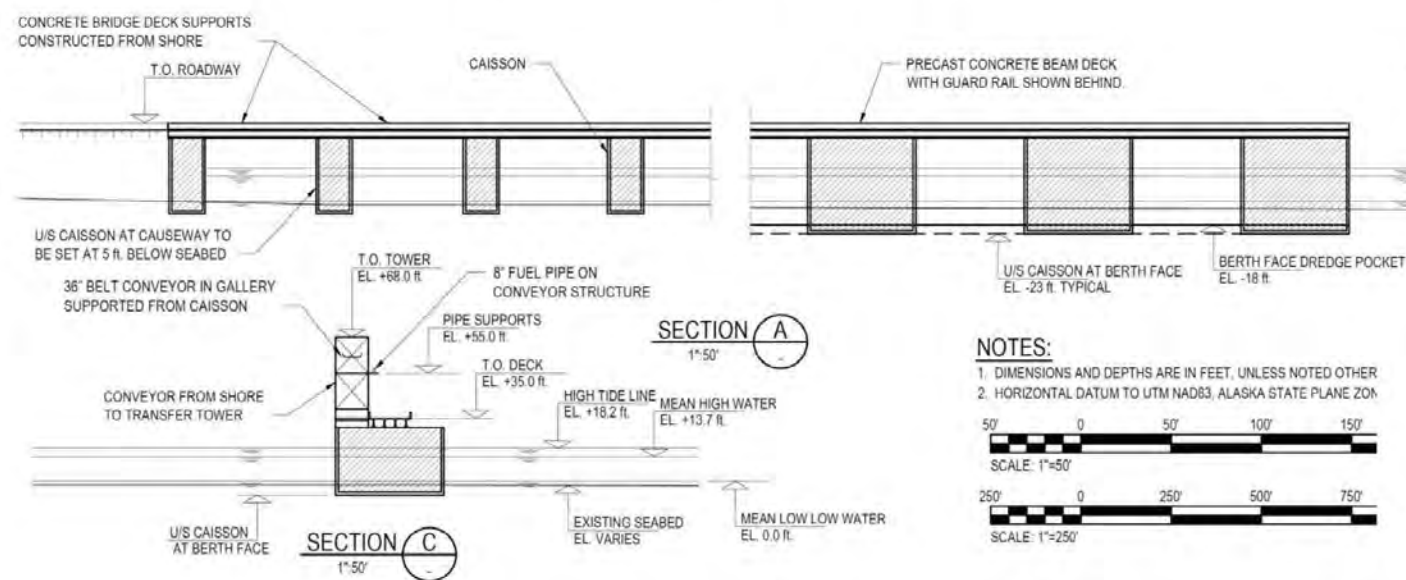 CONCRETE BRIDGE DECK SUPPORTS
CONSTRUCTED FROM SHORE
T.O. ROADWAY
CAISSON
PRECAST CONCRETE BEAM DECK
WITH GUARD RAIL SHOWN BEHIND.
U/S CAISSON AT CAUSEWAY TO
BE SET AT 5 ft. BELOW SEABED
U/S CAISSON AT BERTH FACE
EL. -23 ft. TYPICAL
BERTH FACE DREDGE POCKET
EL. -18 ft.
SECTION A
1":50'
-
T.O. TOWER
EL. +68.0 ft.
36" BELT CONVEYOR IN GALLERY
SUPPORTED FROM CAISSON
8" FUEL PIPE ON
CONVEYOR STRUCTURE
PIPE SUPPORTS
EL. +55.0 ft.
T.O. DECK
EL. +35.0 ft.
CONVEYOR FROM SHORE
TO TRANSFER TOWER
HIGH TIDE LINE
EL. +18.2 ft.
MEAN HIGH WATER
EL. +13.7 ft.
U/S CAISSON
AT BERTH FACE
EXISTING SEABED
EL. VARIES
MEAN LOW LOW WATER
EL. 0.0 ft.
SECTION C
1":50'
-
NOTES:
1. DIMENSIONS AND DEPTHS ARE IN FEET, UNLESS NOTED OTHER
2. HORIZONTAL DATUM TO UTM NAD83, ALASKA STATE PLANE ZON
50' 0 50' 100' 150'
SCALE: 1"=50'
250' 0 250' 500' 750'
SCALE: 1"=250'